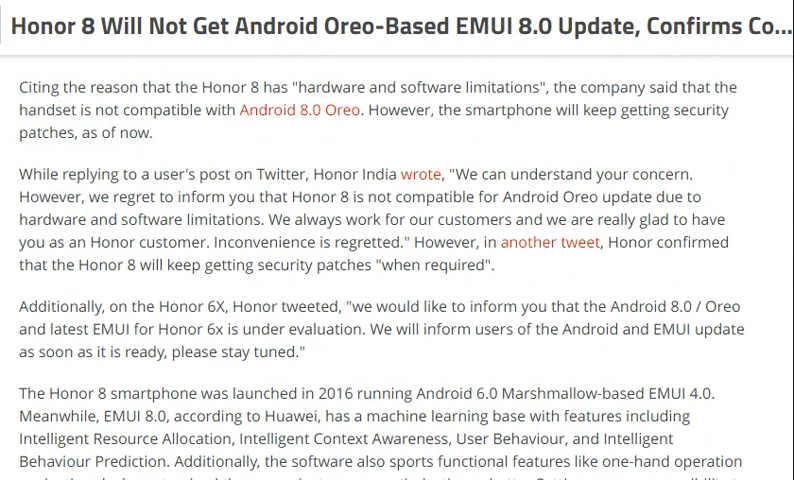 Honor 8 Will Not Get Android Oreo-Based EMUI 8.0 Update, Confirms Co...
Citing the reason that the Honor 8 has "hardware and software limitations", the company said that the
handset is not compatible with Android 8.0 Oreo. However, the smartphone will keep getting security
patches, as of now.
While replying to a user's post on Twitter, Honor India wrote, "We can understand your concern.
However, we regret to inform you that Honor 8 is not compatible for Android Oreo update due to
hardware and software limitations. We always work for our customers and we are really glad to have
you as an Honor customer. Inconvenience is regretted." However, in another tweet, Honor confirmed
that the Honor 8 will keep getting security patches "when required".
Additionally, on the Honor 6X, Honor tweeted, "we would like to inform you that the Android 8.0 / Oreo
and latest EMUI for Honor 6x is under evaluation. We will inform users of the Android and EMUI update
as soon as it is ready, please stay tuned."
The Honor 8 smartphone was launched in 2016 running Android 6.0 Marshmallow-based EMUI 4.0.
Meanwhile, EMUI 8.0, according to Huawei, has a machine learning base with features including
Intelligent Resource Allocation, Intelligent Context Awareness, User Behaviour, and Intelligent
Behaviour Prediction. Additionally, the software also sports functional features like one-hand operation